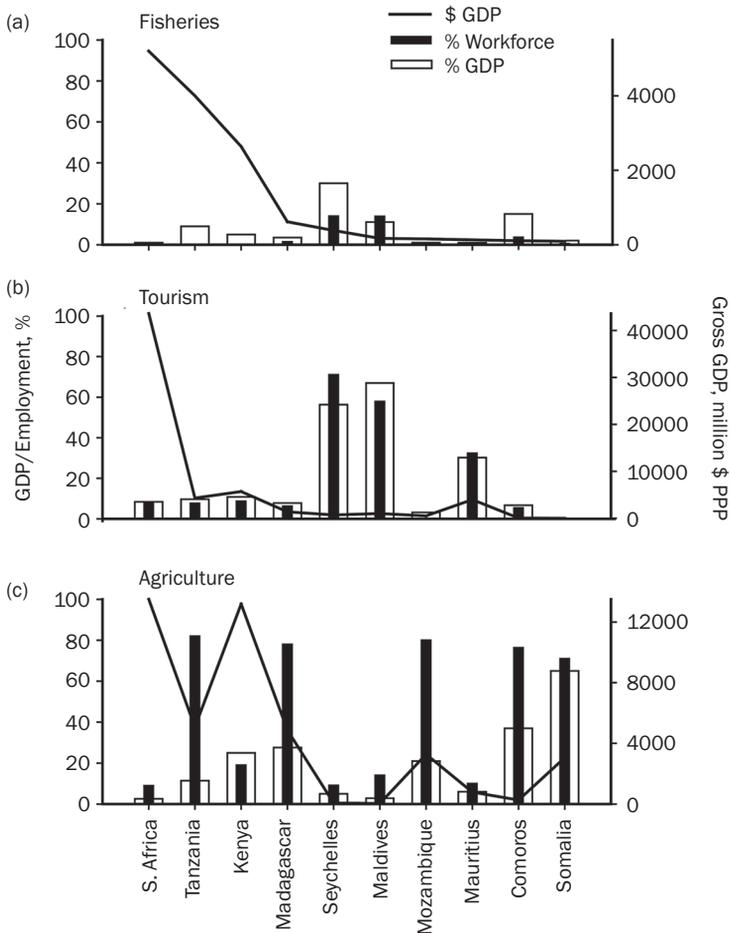 (a)
Fisheries
$ GDP
% Workforce
% GDP
100
80
60
40
20
0
4000
2000
0
(b)
Tourism
100
80
60
40
20
0
40000
30000
20000
10000
0
GDP/Employment, %
Gross GDP, million $ PPP
(c)
Agriculture
100
80
60
40
20
0
12000
8000
4000
0
S. Africa
Tanzania
Kenya
Madagascar
Seychelles
Maldives
Mozambique
Mauritius
Comoros
Somalia